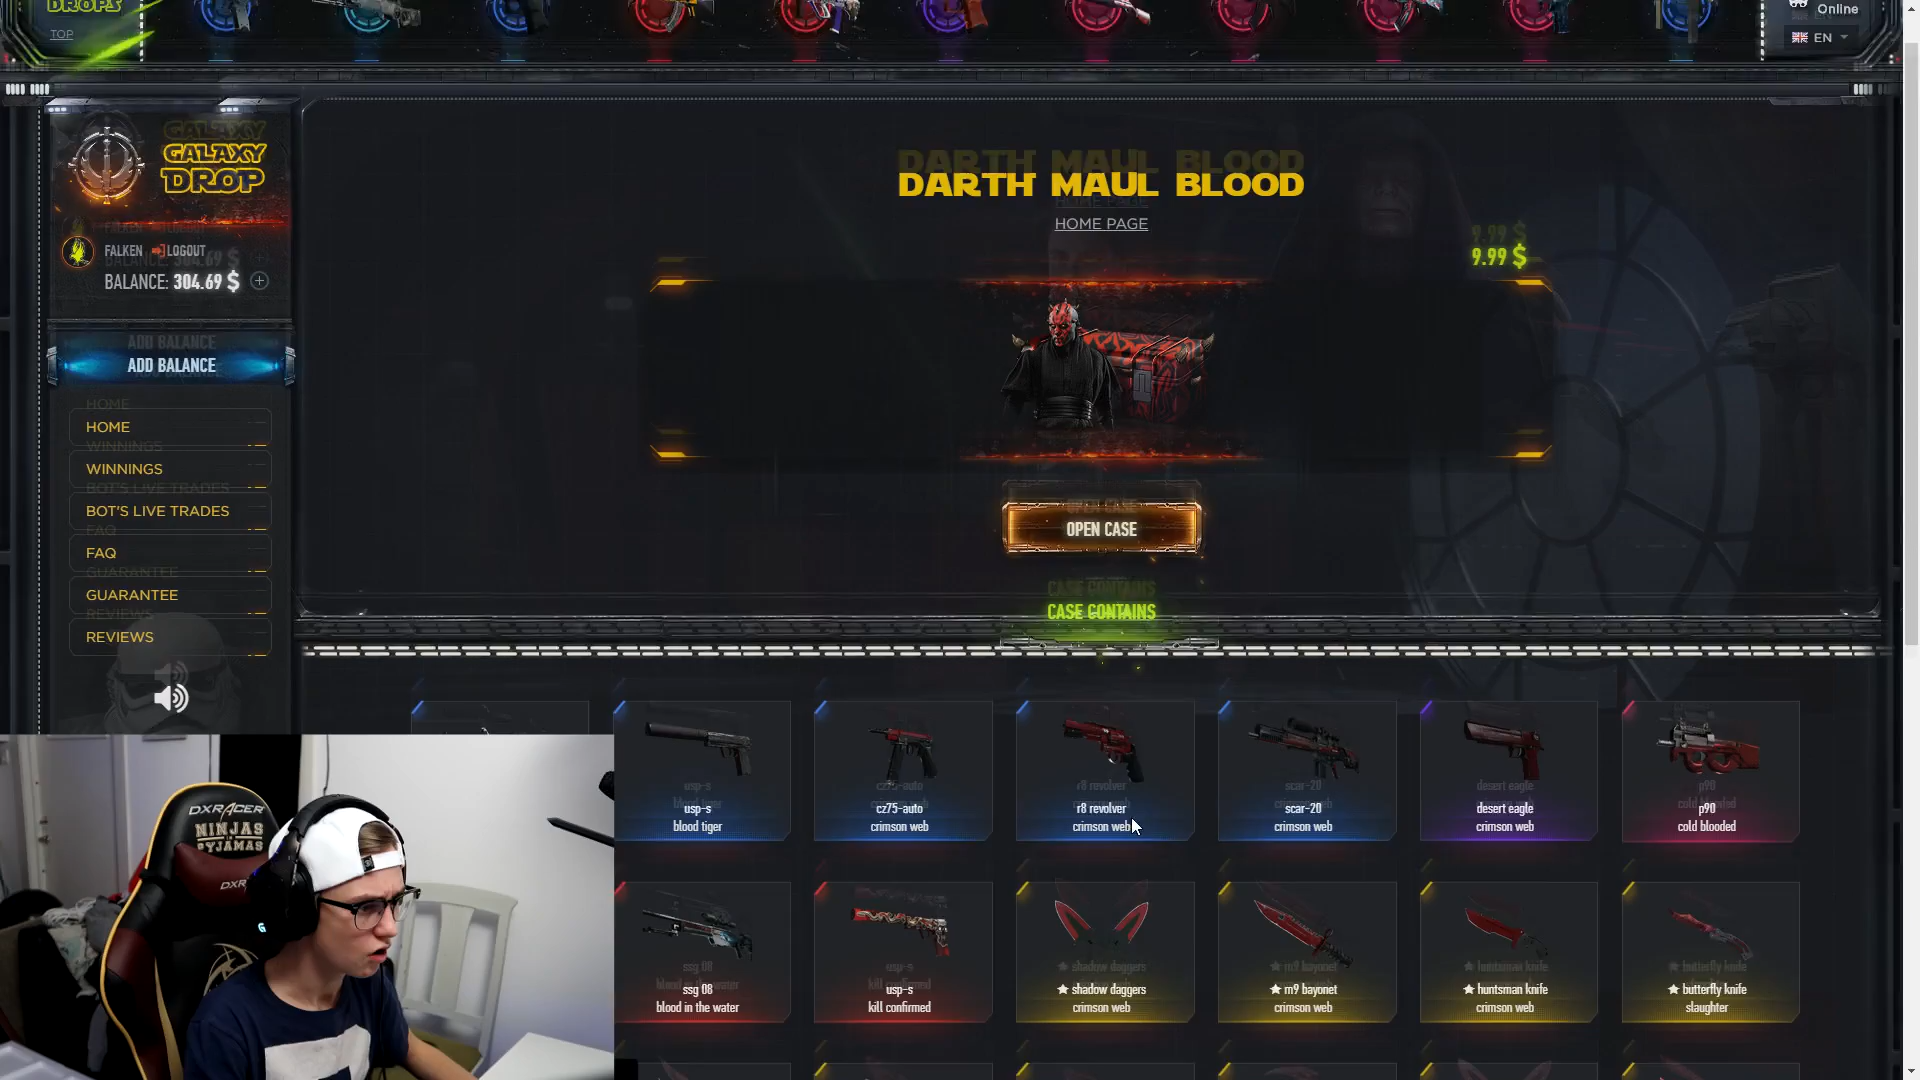 DROPS
TOP
Online
EN
GALAXY
DROP
FALKEN LOGOUT
BALANCE: 304.69 $
ADD BALANCE
HOME
WINNINGS
BOT'S LIVE TRADES
FAQ
GUARANTEE
REVIEWS
DARTH MAUL BLOOD
HOME PAGE
9.99 $
OPEN CASE
CASE CONTAINS
usp-s
blood tiger
cz75-auto
crimson web
r8 revolver
crimson web
scar-20
crimson web
desert eagle
crimson web
p90
cold blooded
ssg 08
blood in the water
usp-s
kill confirmed
★ shadow daggers
crimson web
★ m9 bayonet
crimson web
★ huntsman knife
crimson web
★ butterfly knife
slaughter
DXRACER
NINJAS
PYJAMAS
DXR
G